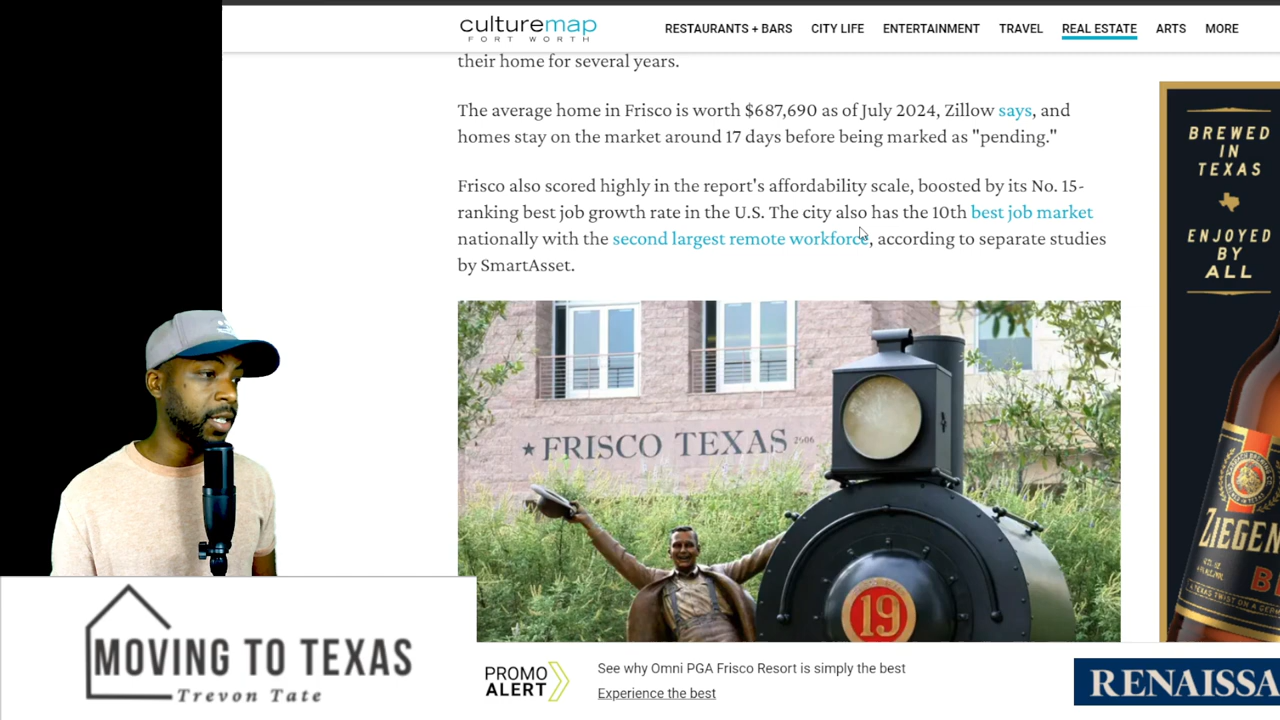 culturemap
FORT WORTH
RESTAURANTS + BARS CITY LIFE ENTERTAINMENT TRAVEL REAL ESTATE ARTS MORE
their home for several years.
The average home in Frisco is worth $687,690 as of July 2024, Zillow says, and
homes stay on the market around 17 days before being marked as "pending."
Frisco also scored highly in the report's affordability scale, boosted by its No. 15-
ranking best job growth rate in the U.S. The city also has the 10th best job market
nationally with the second largest remote workforce, according to separate studies
by SmartAsset.
BREWED
IN
TEXAS
ENJOYED
BY
ALL
FRISCO TEXAS
19
ZIEGEN
B
MOVING TO TEXAS
Trevon Tate
PROMO
ALERT
See why Omni PGA Frisco Resort is simply the best
Experience the best
RENAISSA